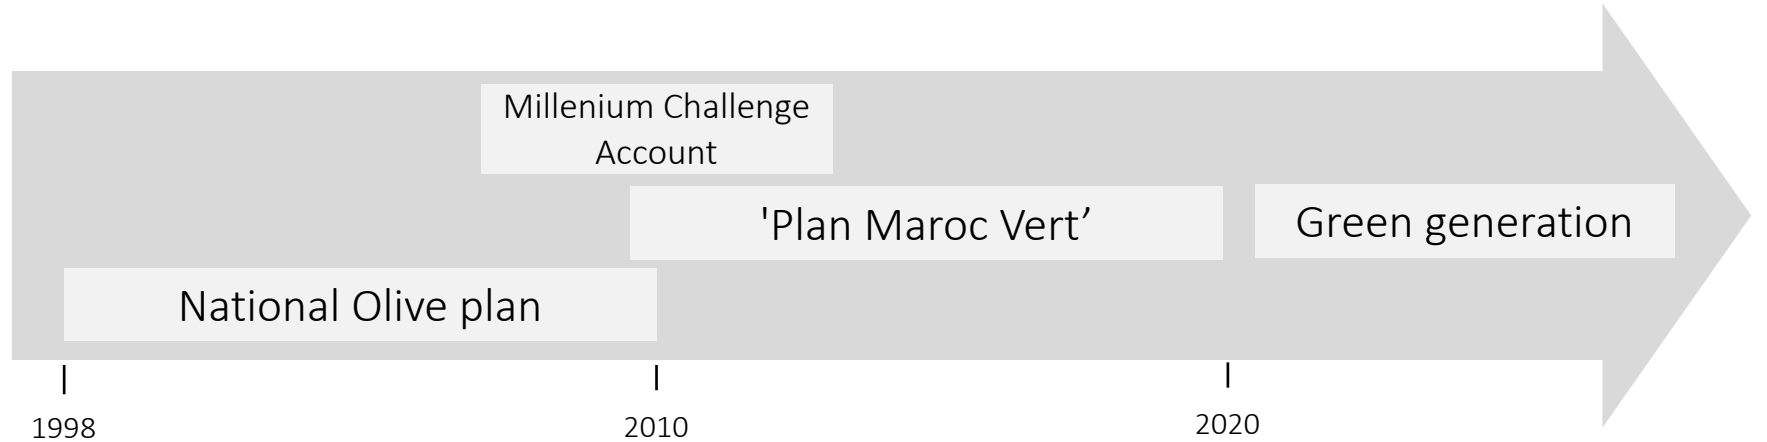 Millenium Challenge
Account
'Plan Maroc Vert’
Green generation
National Olive plan
1998
2010
2020